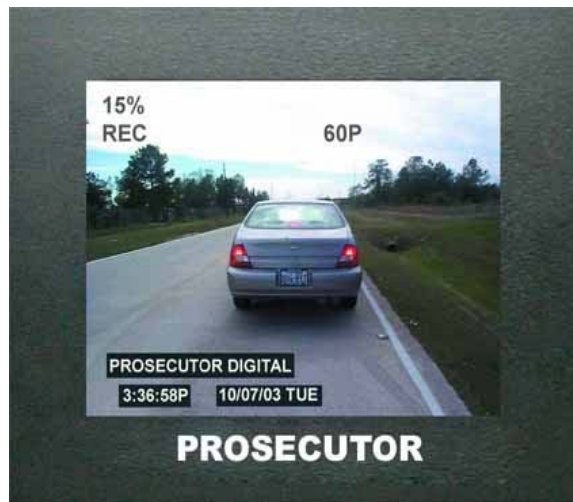 15%
REC 60P
PROSECUTOR DIGITAL
3:36:58P 10/07/03 TUE
PROSECUTOR